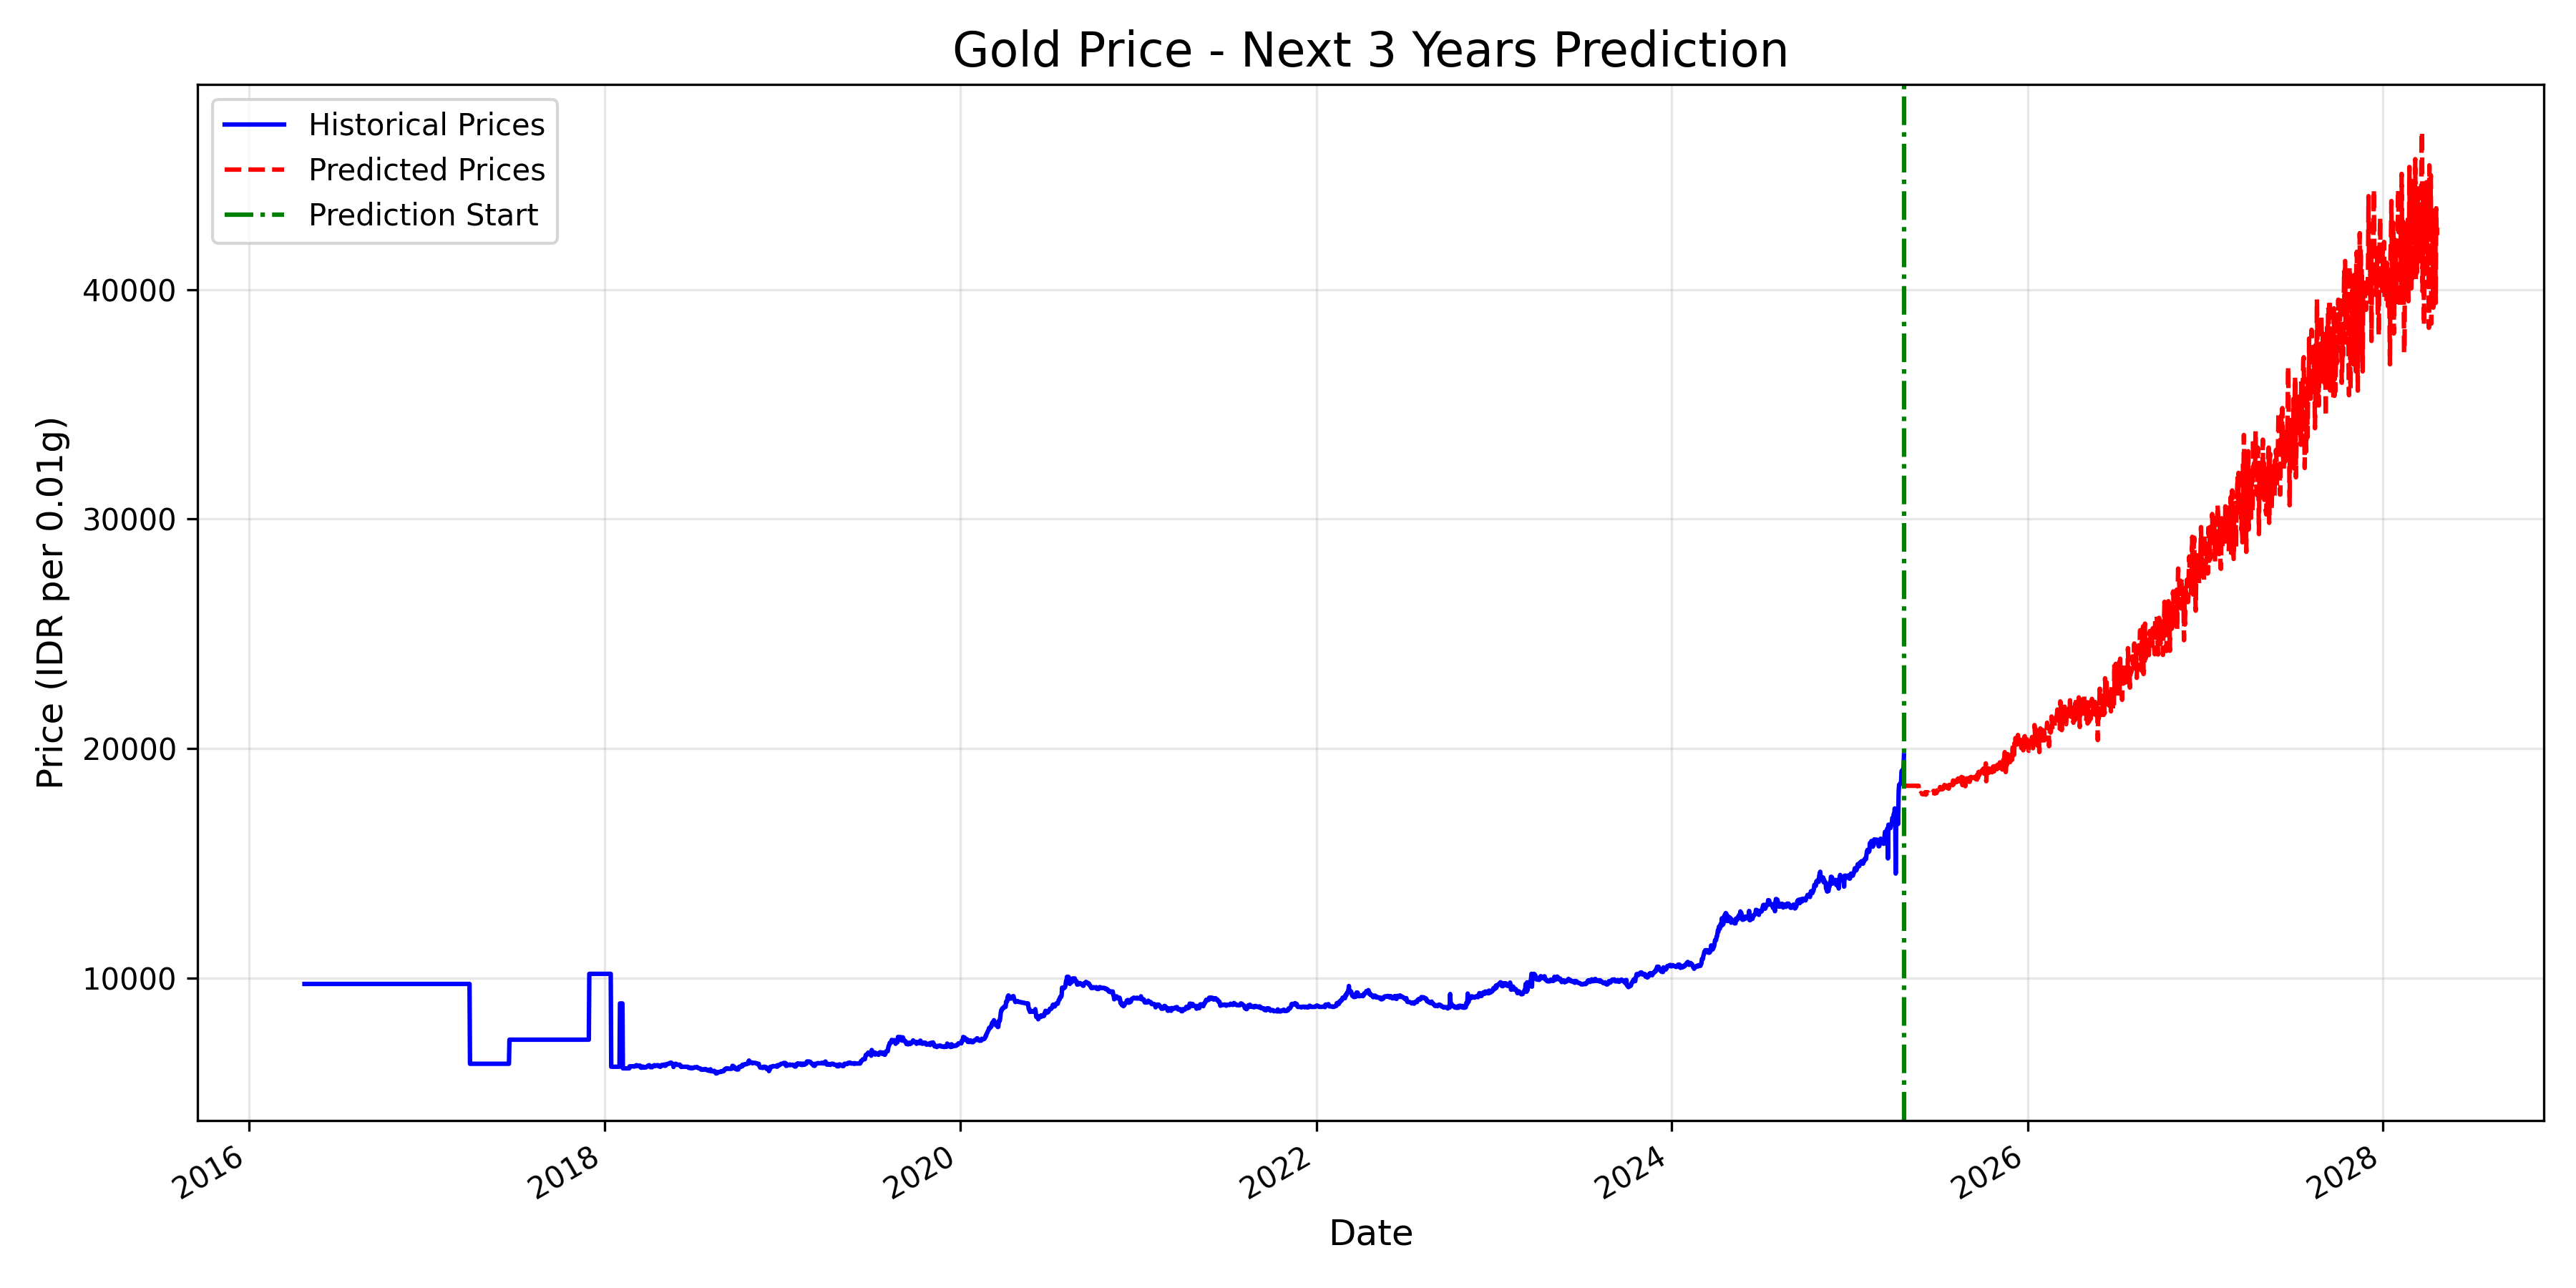 Gold Price - Next 3 Years Prediction
Historical Prices
Predicted Prices
Prediction Start
Price (IDR per 0.01g)
40000
30000
20000
10000
2016
2018
2020
2022
2024
2026
2028
Date